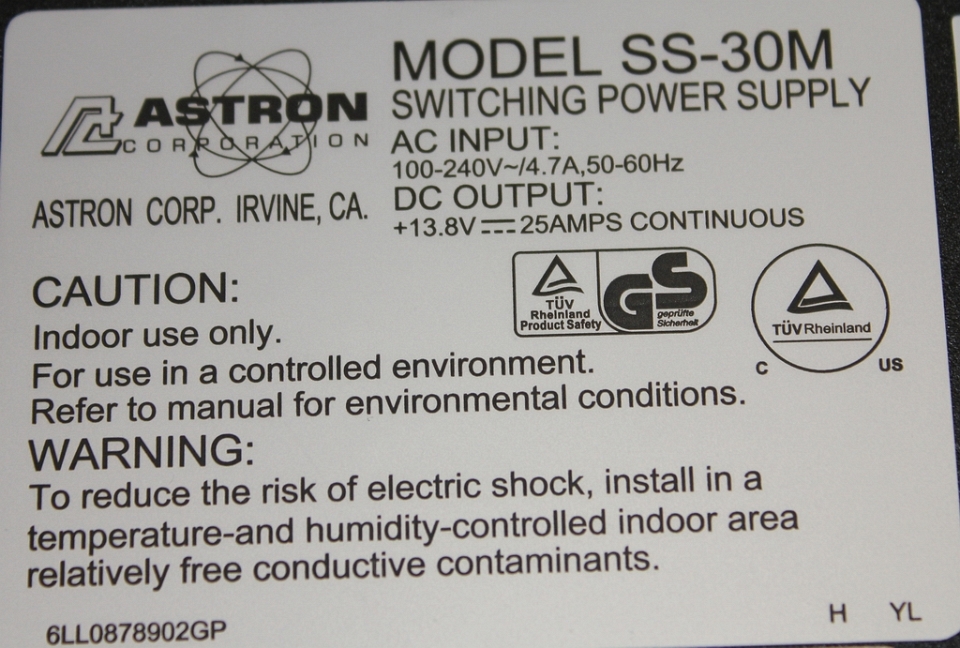 ASTRON
CORPORATION
ASTRON CORP. IRVINE, CA.
MODEL SS-30M
SWITCHING POWER SUPPLY
AC INPUT:
100-240V~/4.7A,50-60Hz
DC OUTPUT:
+13.8V⎓25AMPS CONTINUOUS
TÜV
Rheinland
Product Safety
GS
geprüfte
Sicherheit
TÜVRheinland
C US
CAUTION:
Indoor use only.
For use in a controlled environment.
Refer to manual for environmental conditions.
WARNING:
To reduce the risk of electric shock, install in a
temperature-and humidity-controlled indoor area
relatively free conductive contaminants.
6LL0878902GP
H YL